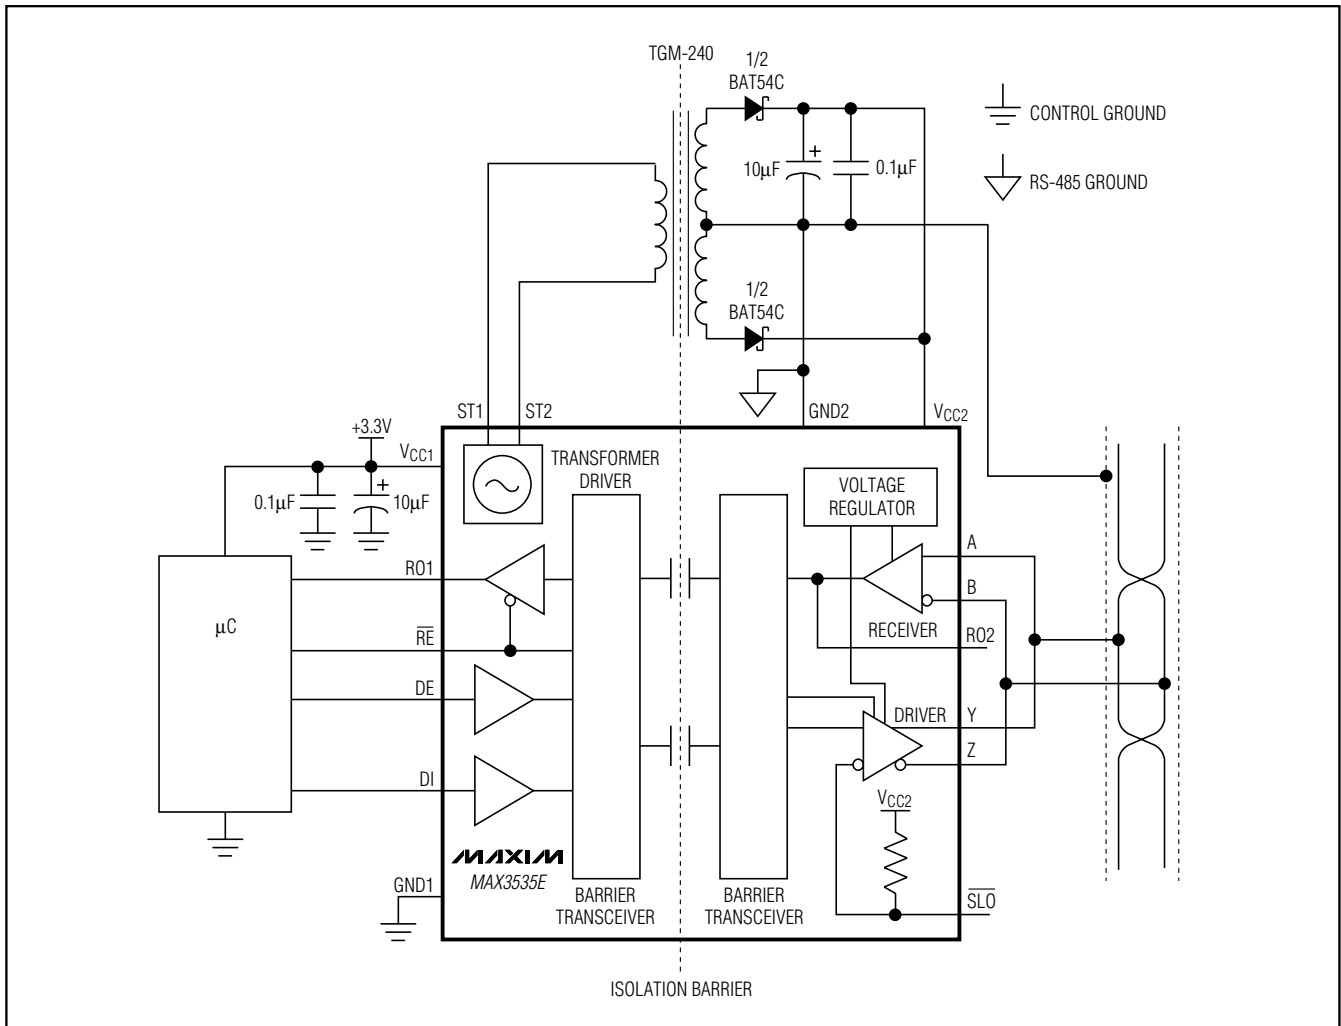 TGM-240
1/2
BAT54C
CONTROL GROUND
10µF
+
0.1µF
RS-485 GROUND
1/2
BAT54C
ST1
ST2
GND2
VCC2
+3.3V
VCC1
TRANSFORMER
DRIVER
VOLTAGE
REGULATOR
0.1µF
+
10µF
A
RO1
B
µC
RECEIVER
RE
RO2
DE
DRIVER
Y
Z
DI
VCC2
MAXIM
MAX3535E
GND1
BARRIER
TRANSCEIVER
BARRIER
TRANSCEIVER
SLO
ISOLATION BARRIER